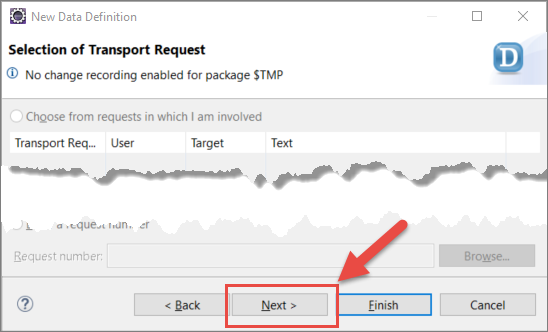 New Data Definition
Selection of Transport Request
No change recording enabled for package $TMP
D
Choose from requests in which I am involved
Transport Req... User Target Text
a request number
Request number: Browse...
? < Back Next > Finish Cancel